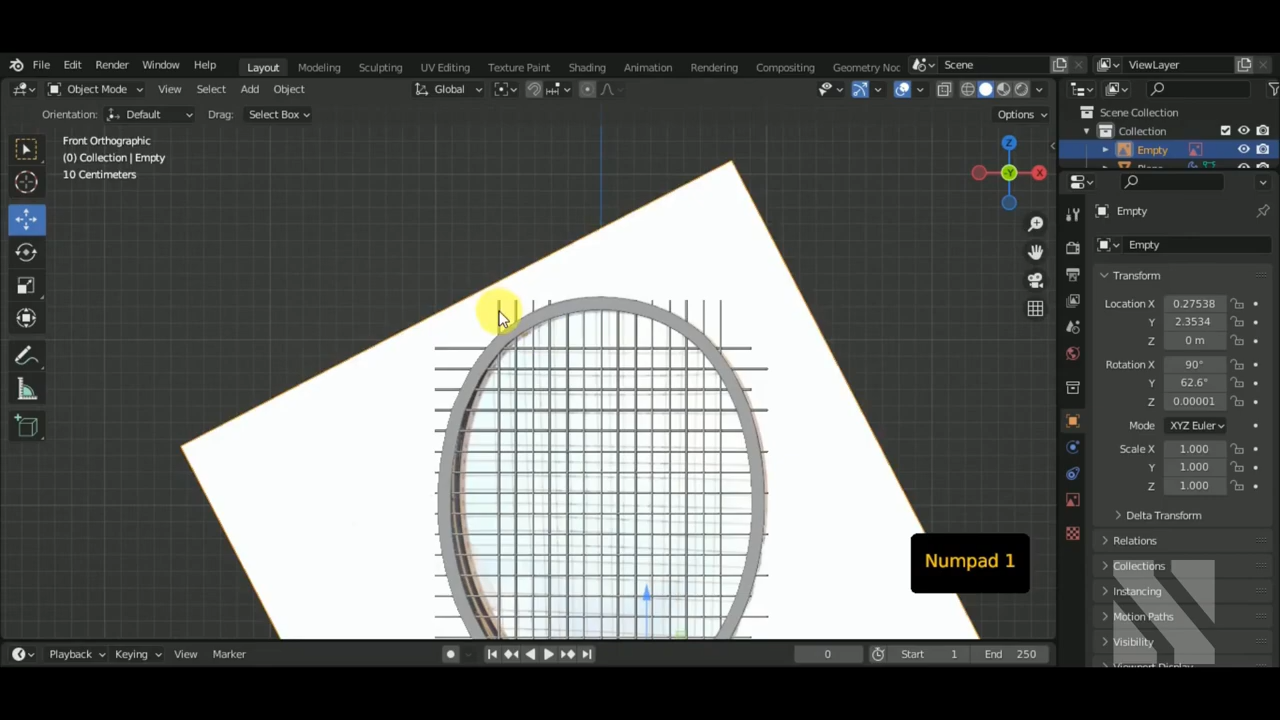 File Edit Render Window Help Layout Modeling Sculpting UV Editing Texture Paint Shading Animation Rendering Compositing Geometry Noc Scene ViewLayer
Object Mode View Select Add Object Global
Orientation: Default Drag: Select Box Options
Scene Collection
Collection
Empty
Front Orthographic
(0) Collection | Empty
10 Centimeters
Z
X
-Y
Empty
Empty
Transform
Location X 0.27538
Y 2.3534
Z 0 m
Rotation X 90°
Y 62.6°
Z 0.00001
Mode XYZ Euler
Scale X 1.000
Y 1.000
Z 1.000
Delta Transform
Relations
Collections
Instancing
Motion Paths
Visibility
Numpad 1
Playback Keying View Marker 0 Start 1 End 250